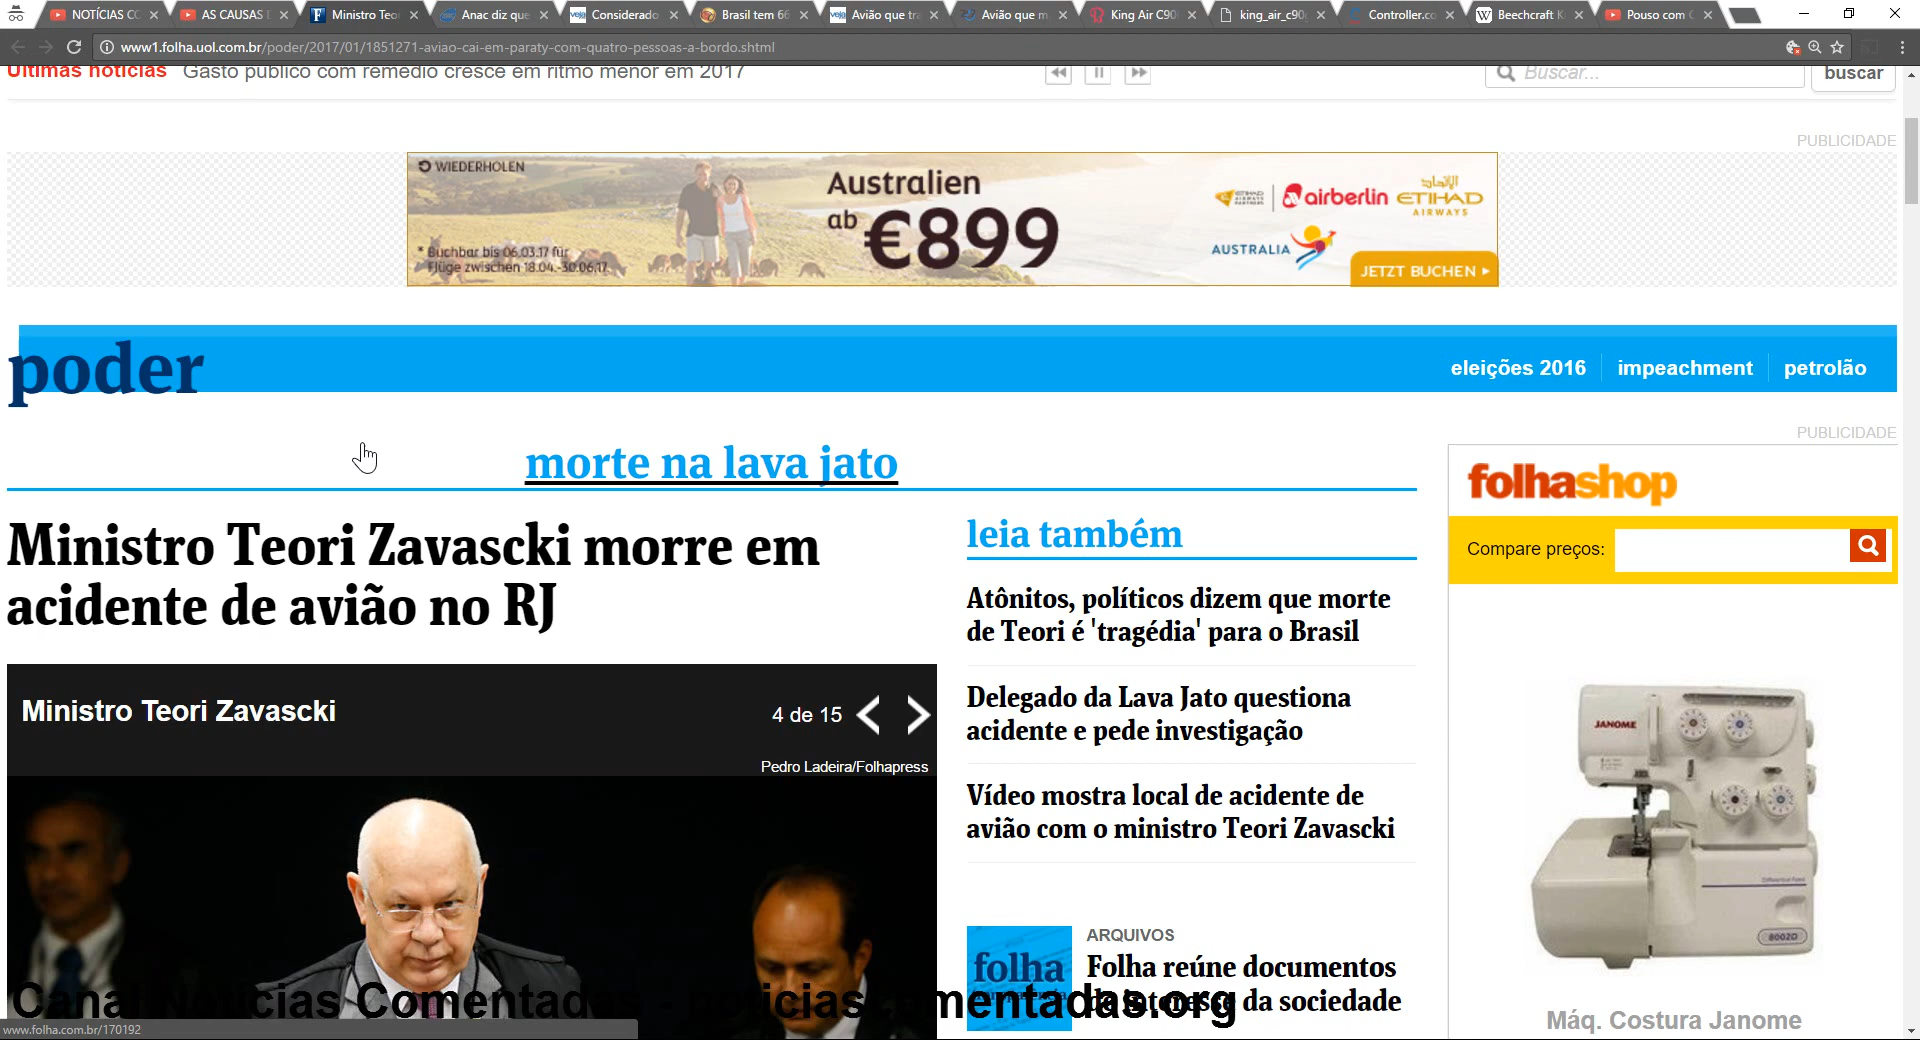 NOTÍCIAS CC
AS CAUSAS D
Ministro Teo
Anac diz que
Considerado
Brasil tem 66
Avião que tra
Avião que m
King Air C90
king_air_c90
Controller.co
Beechcraft K
Pouso com C
www1.folha.uol.com.br/poder/2017/01/1851271-aviao-cai-em-paraty-com-quatro-pessoas-a-bordo.shtml
Últimas notícias Gasto público com remédio cresce em ritmo menor em 2017
Buscar...
buscar
PUBLICIDADE
WIEDERHOLEN
Australien
ab €899
* Buchbar bis 06.03.17 für
Flüge zwischen 18.04.-30.06.17
ETIHAD
AIRWAYS
PARTNERS
airberlin
الإتحاد
ETIHAD
AIRWAYS
AUSTRALIA
JETZT BUCHEN
poder
eleições 2016 impeachment petrolão
PUBLICIDADE
morte na lava jato
Ministro Teori Zavascki morre em
acidente de avião no RJ
Ministro Teori Zavascki
4 de 15
Pedro Ladeira/Folhapress
leia também
Atônitos, políticos dizem que morte
de Teori é 'tragédia' para o Brasil
Delegado da Lava Jato questiona
acidente e pede investigação
Vídeo mostra local de acidente de
avião com o ministro Teori Zavascki
folha
ARQUIVOS
Folha reúne documentos
de interesse da sociedade
folhashop
Compare preços:
JANOME
8002D
Máq. Costura Janome
Canal Notícias Comentadas - noticiascomentadas.org
www.folha.com.br/170192